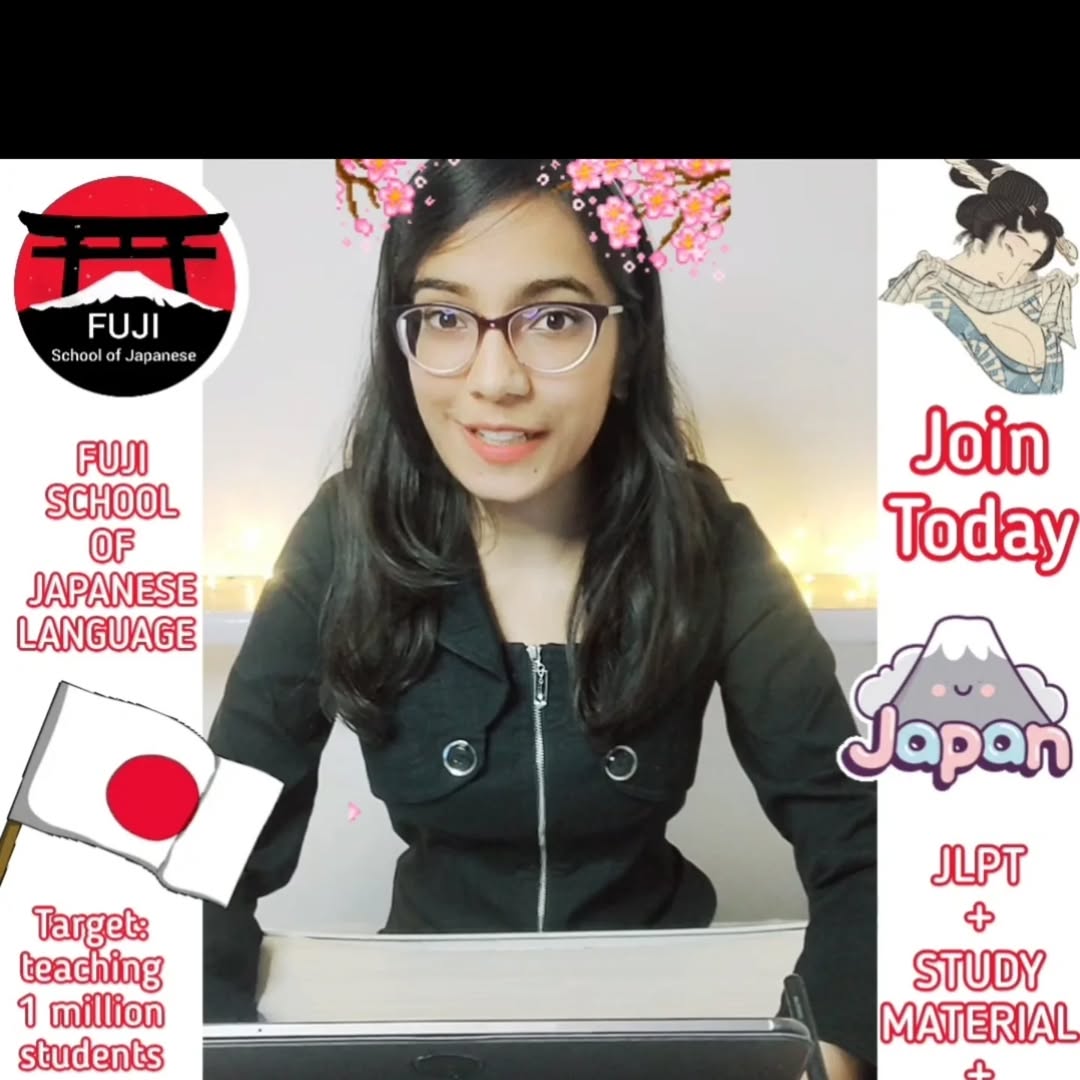 FUJI
School of Japanese
FUJI
SCHOOL
OF
JAPANESE
LANGUAGE
Target:
teaching
1 million
students
Join
Today
Japan
JLPT
+
STUDY
MATERIAL
+